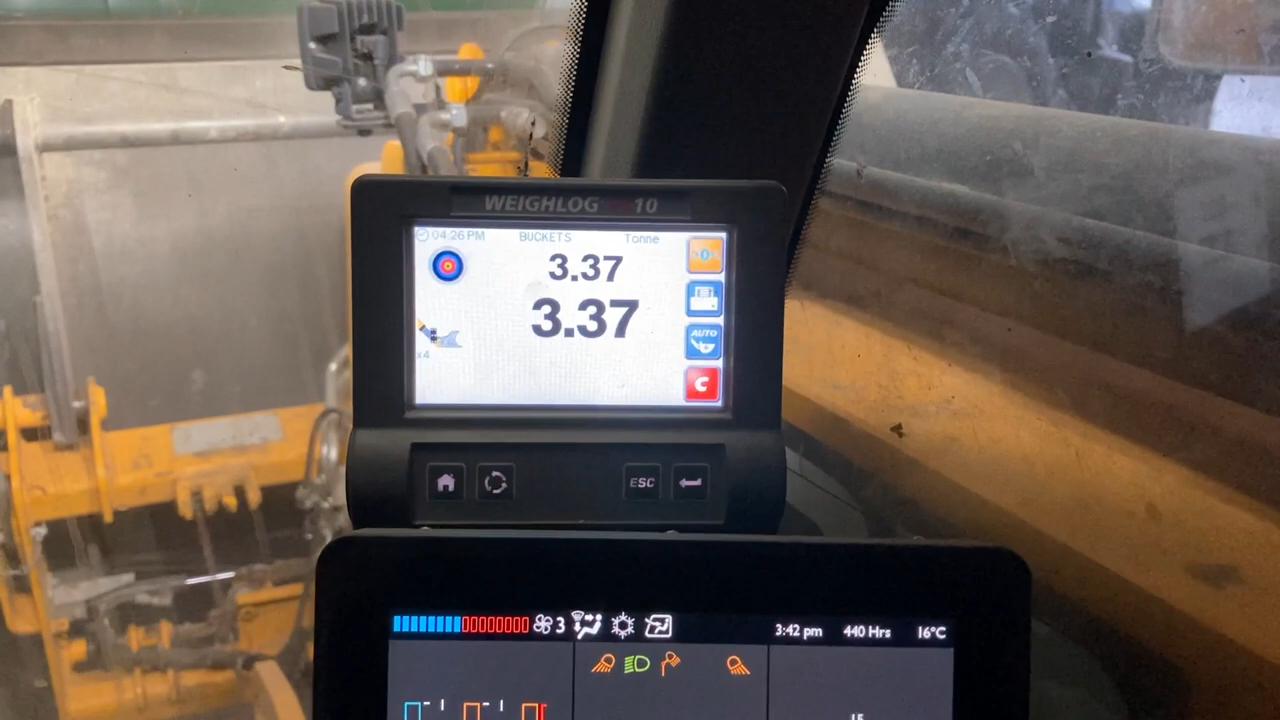 WEIGHLOG 10
04:26 PM BUCKETS Tonne
3.37
3.37
x4
AUTO
C
ESC
3 3:42 pm 440 Hrs 16°C
15